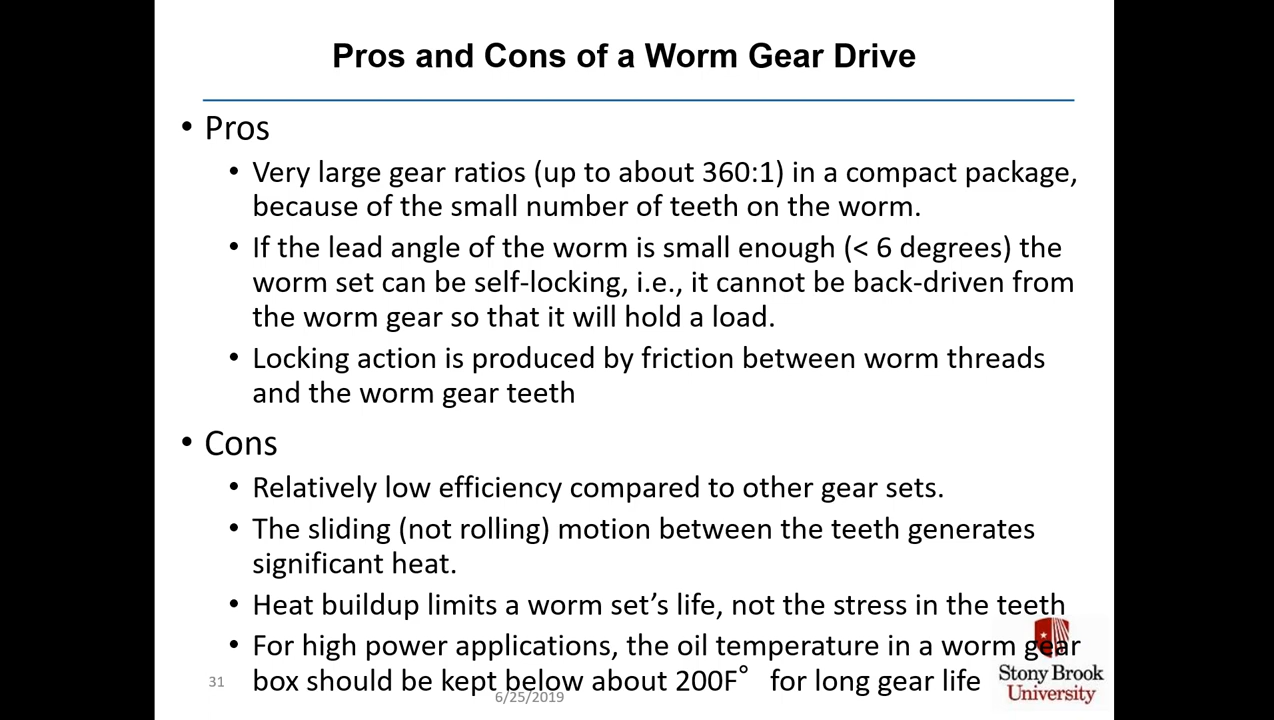 Pros and Cons of a Worm Gear Drive
• Pros
• Very large gear ratios (up to about 360:1) in a compact package,
because of the small number of teeth on the worm.
• If the lead angle of the worm is small enough (< 6 degrees) the
worm set can be self-locking, i.e., it cannot be back-driven from
the worm gear so that it will hold a load.
• Locking action is produced by friction between worm threads
and the worm gear teeth
• Cons
• Relatively low efficiency compared to other gear sets.
• The sliding (not rolling) motion between the teeth generates
significant heat.
• Heat buildup limits a worm set’s life, not the stress in the teeth
• For high power applications, the oil temperature in a worm gear
box should be kept below about 200F° for long gear life
31
6/25/2019
Stony Brook
University